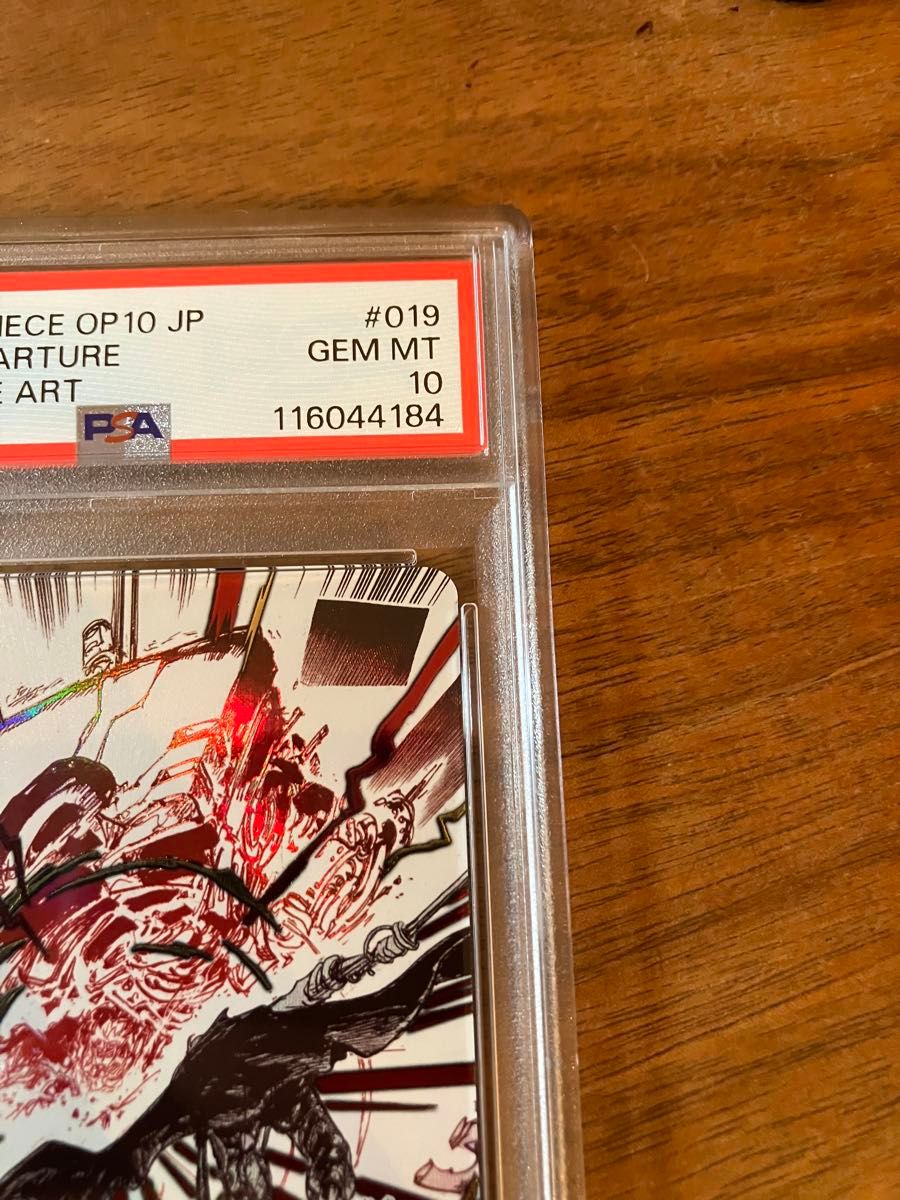 IECE OP10 JP #019
ARTURE GEM MT
E ART 10
PSA 116044184